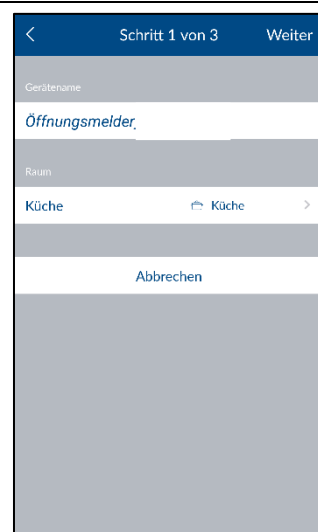 Schritt 1 von 3 Weiter
Gerätename
Öffnungsmelder
Raum
Küche Küche
Abbrechen